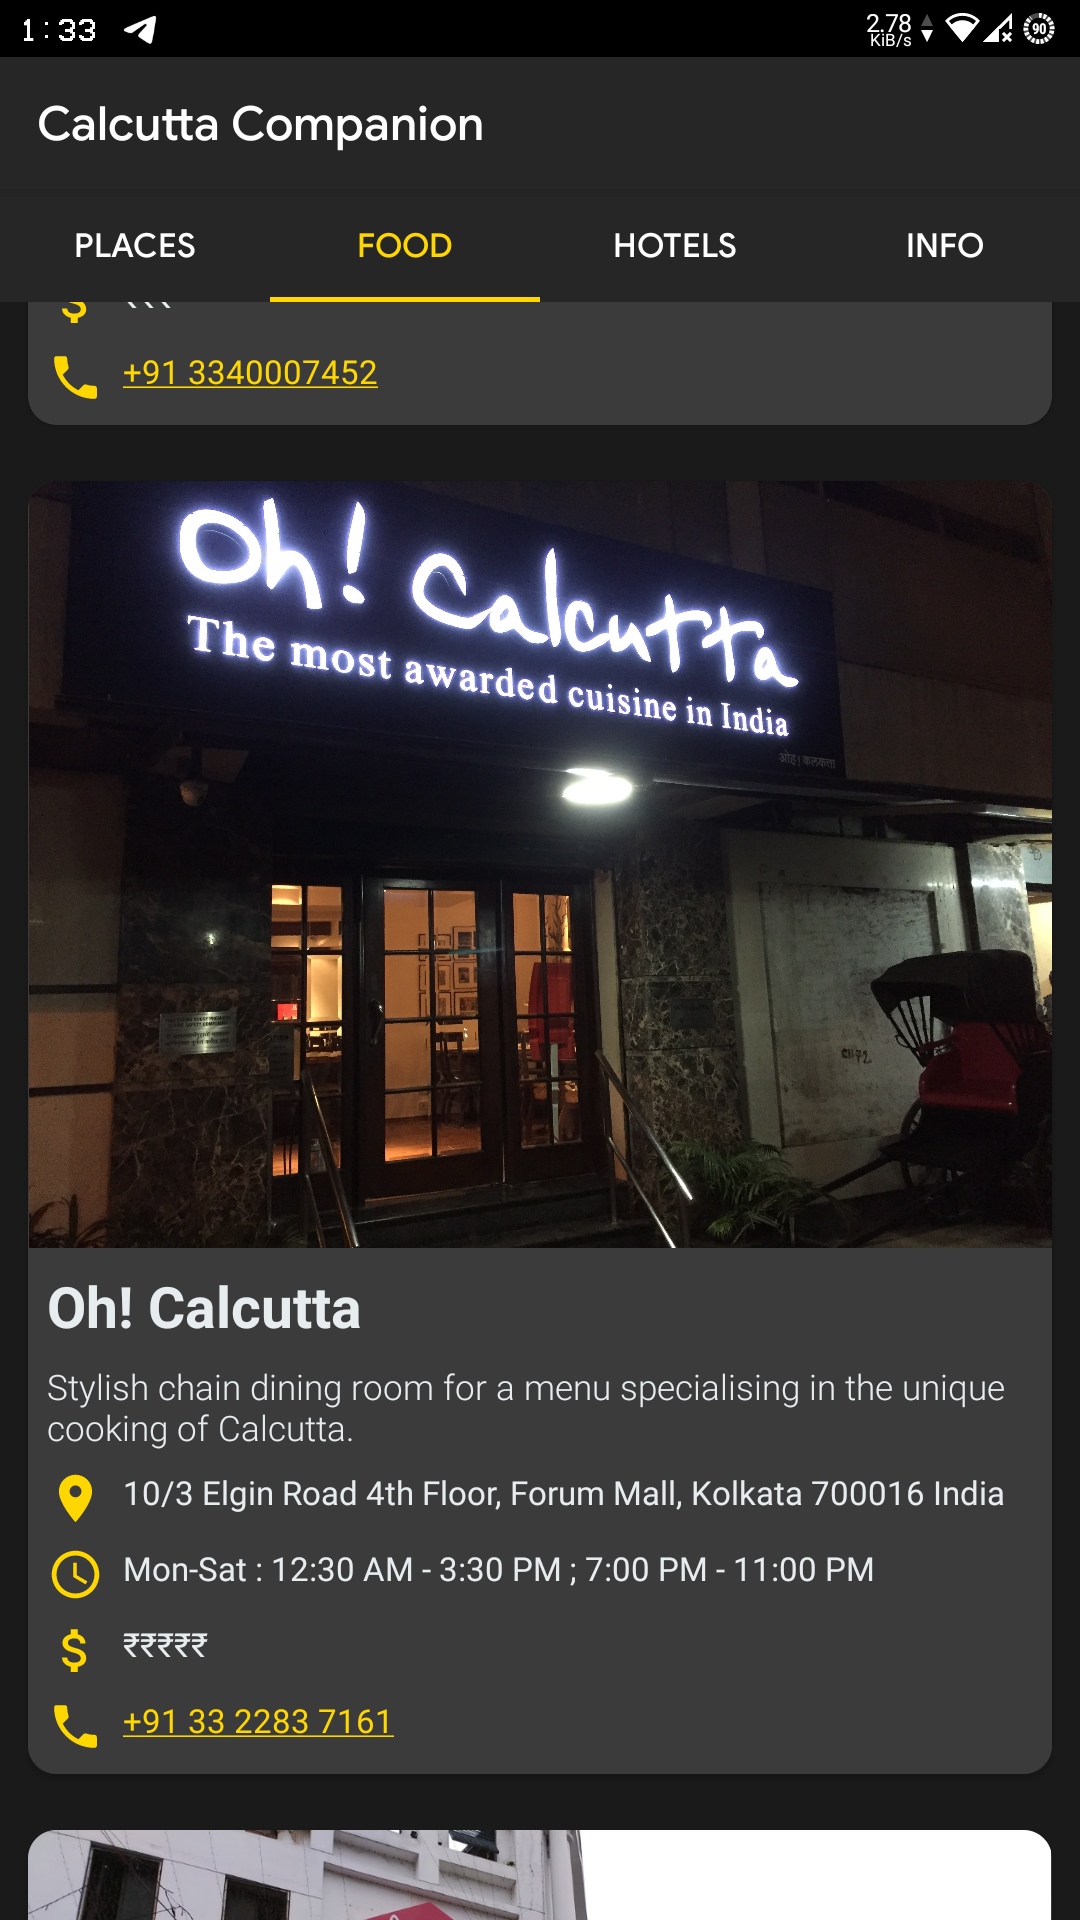 1:33
2.78
KiB/s
90
Calcutta Companion
PLACES
FOOD
HOTELS
INFO
+91 3340007452
Oh! Calcutta
The most awarded cuisine in India
ओह! कलकत्ता
Oh! Calcutta
Stylish chain dining room for a menu specialising in the unique
cooking of Calcutta.
10/3 Elgin Road 4th Floor, Forum Mall, Kolkata 700016 India
Mon-Sat : 12:30 AM - 3:30 PM ; 7:00 PM - 11:00 PM
₹₹₹₹₹
+91 33 2283 7161